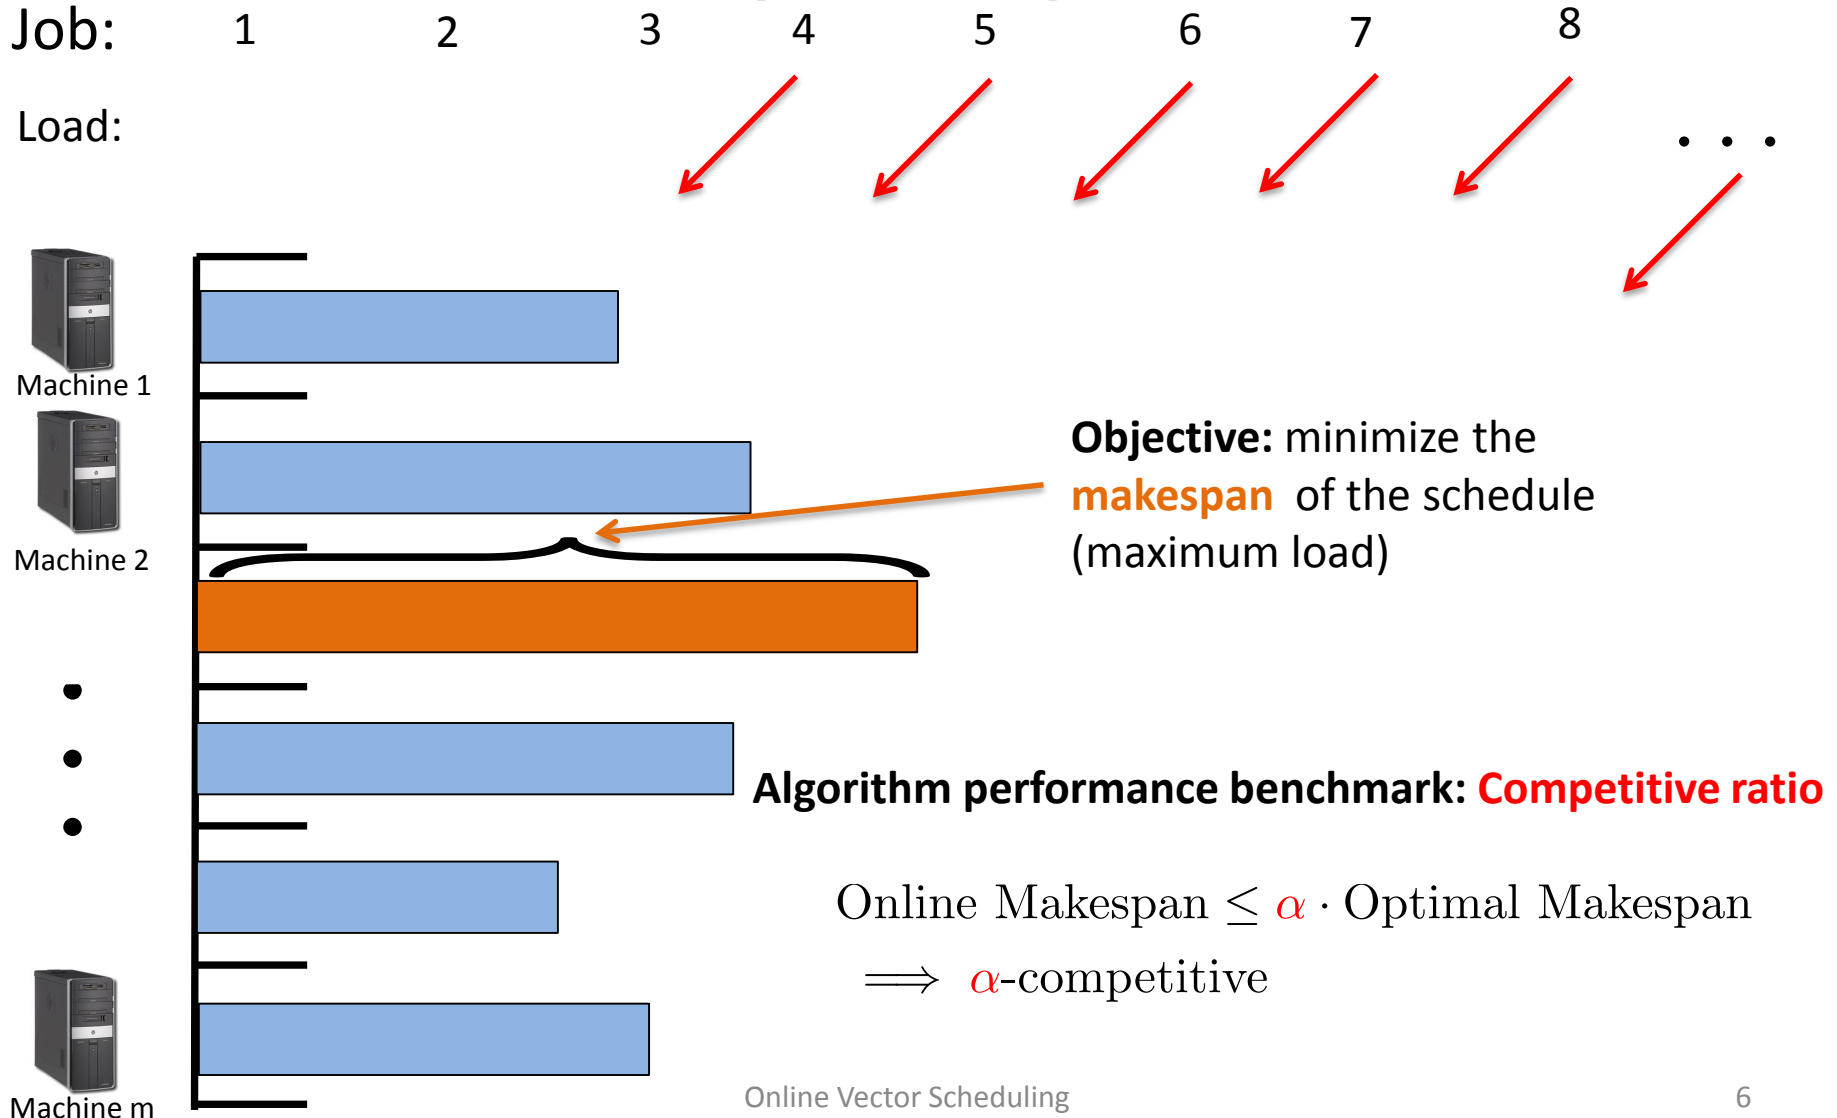 Job: 1 2 3 4 5 6 7 8
Load:
. . .
Machine 1
Machine 2
Objective: minimize the
makespan of the schedule
(maximum load)
Algorithm performance benchmark: Competitive ratio
Online Makespan ≤ α · Optimal Makespan
⟹ α-competitive
Machine m
Online Vector Scheduling 6